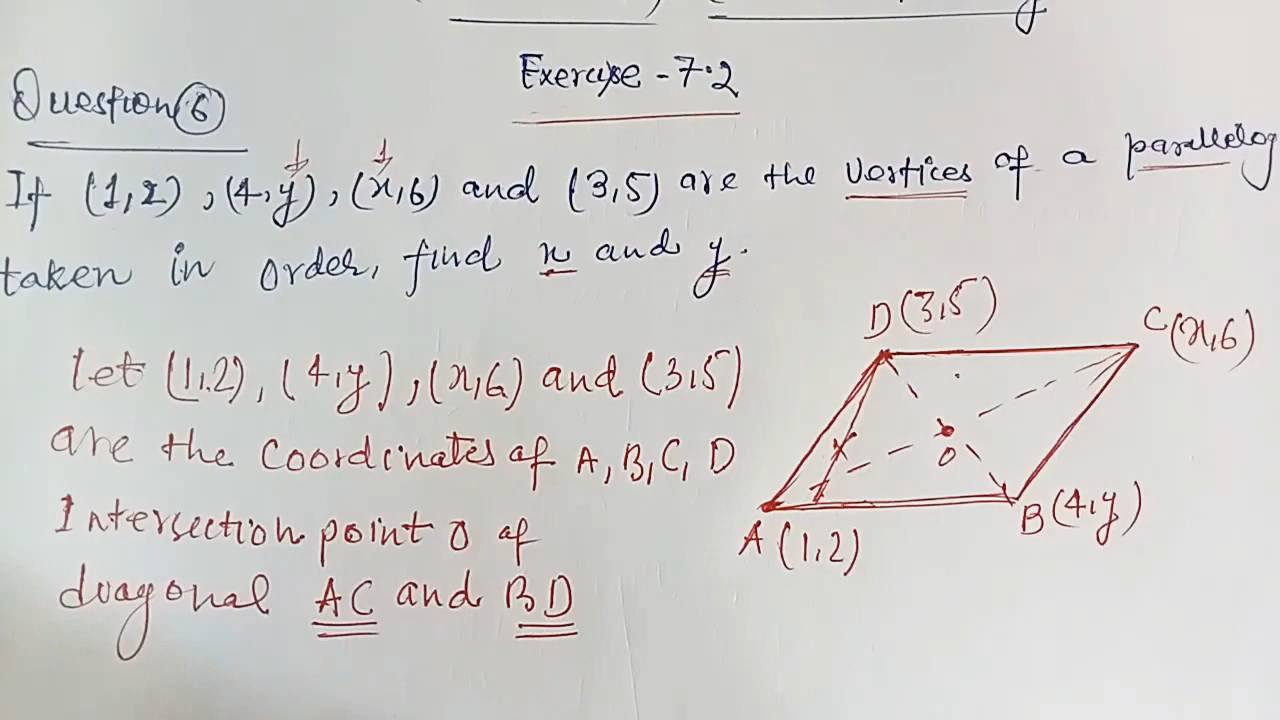 Exercise - 7.2
Question 6
If (1,2), (4,y), (x,6) and (3,5) are the vertices of a parallelog
taken in order, find x and y.
D(3,5)
C(x,6)
let (1,2), (4,y), (x,6) and (3,5)
are the coordinates of A, B, C, D
O
Intersection point O of
A(1,2)
B(4,y)
diagonal AC and BD